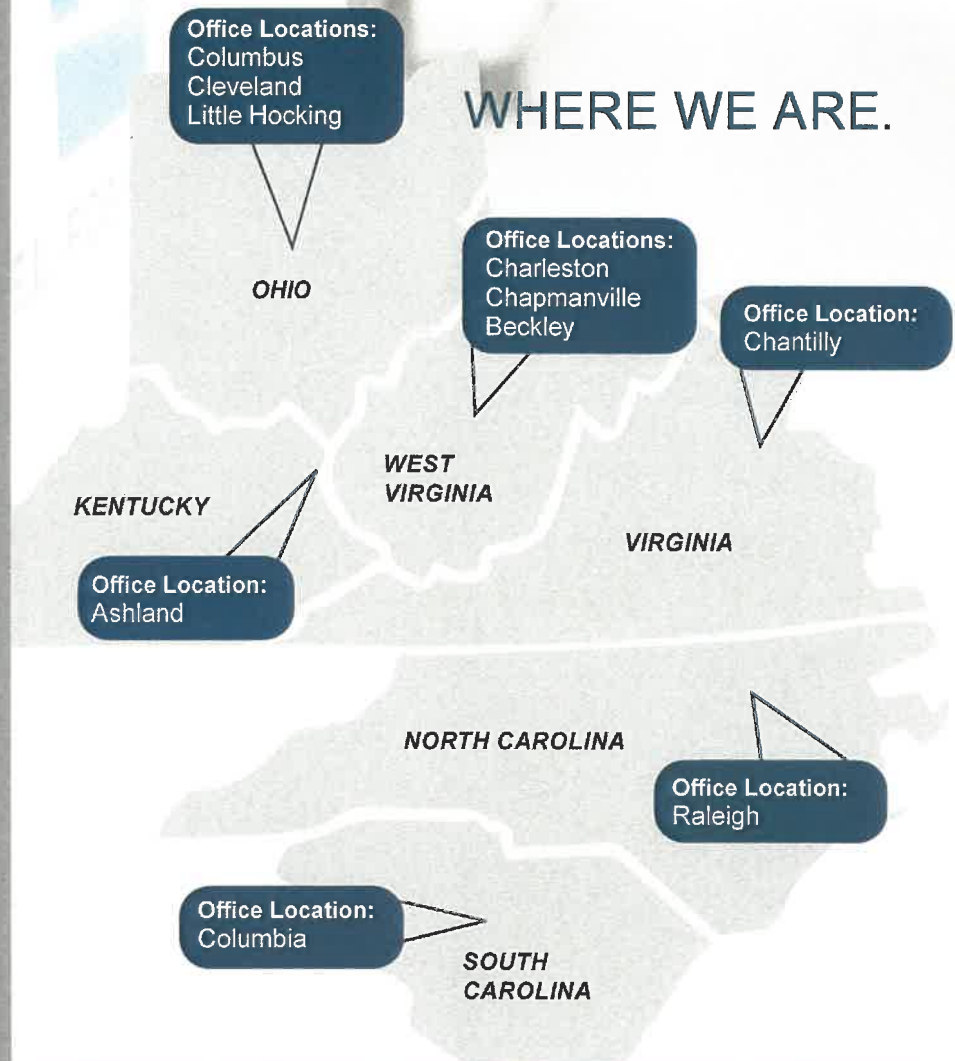 Office Locations:
Columbus
Cleveland
Little Hocking
WHERE WE ARE.
Office Locations:
Charleston
Chapmanville
Beckley
Office Location:
Chantilly
OHIO
WEST
VIRGINIA
KENTUCKY
VIRGINIA
Office Location:
Ashland
NORTH CAROLINA
Office Location:
Raleigh
Office Location:
Columbia
SOUTH
CAROLINA